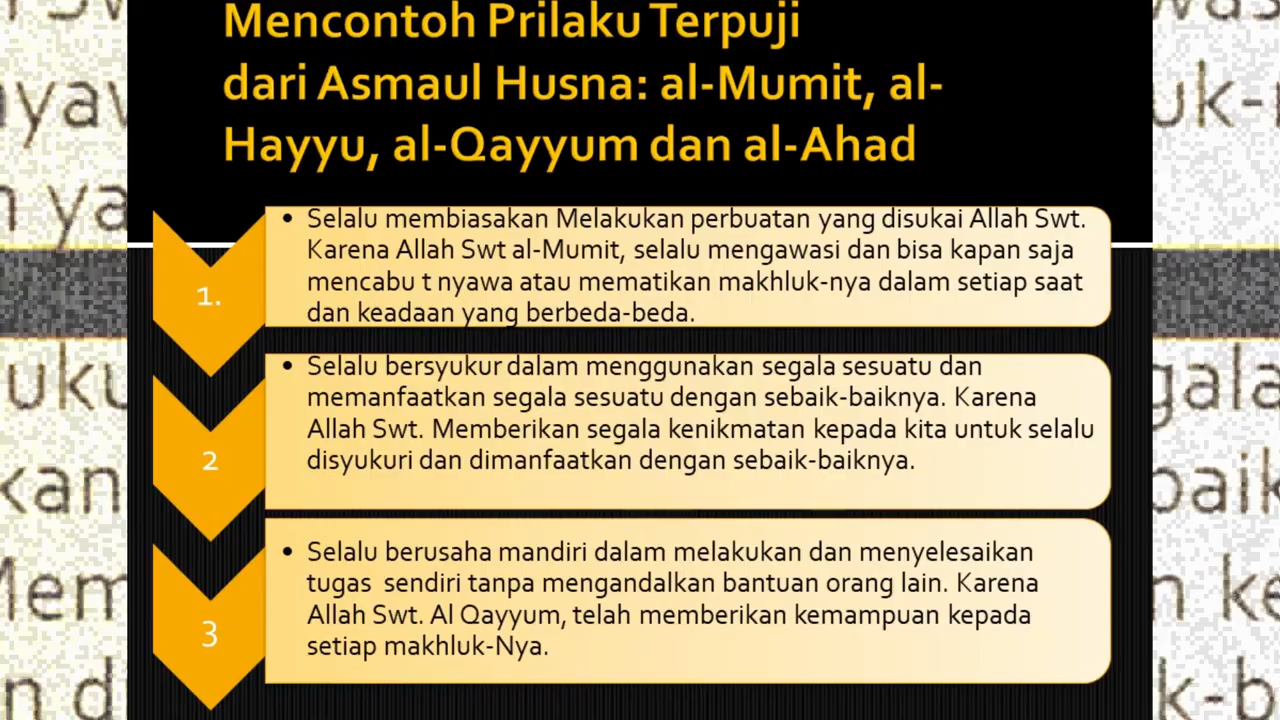 Mencontoh Prilaku Terpuji
dari Asmaul Husna: al-Mumit, al-
Hayyu, al-Qayyum dan al-Ahad
1.
• Selalu membiasakan Melakukan perbuatan yang disukai Allah Swt.
Karena Allah Swt al-Mumit, selalu mengawasi dan bisa kapan saja
mencabu t nyawa atau mematikan makhluk-nya dalam setiap saat
dan keadaan yang berbeda-beda.
2
• Selalu bersyukur dalam menggunakan segala sesuatu dan
memanfaatkan segala sesuatu dengan sebaik-baiknya. Karena
Allah Swt. Memberikan segala kenikmatan kepada kita untuk selalu
disyukuri dan dimanfaatkan dengan sebaik-baiknya.
3
• Selalu berusaha mandiri dalam melakukan dan menyelesaikan
tugas  sendiri tanpa mengandalkan bantuan orang lain. Karena
Allah Swt. Al Qayyum, telah memberikan kemampuan kepada
setiap makhluk-Nya.